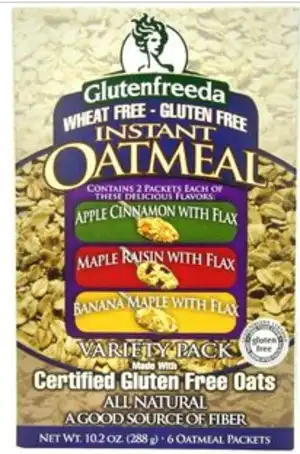 Glutenfreeda
WHEAT FREE - GLUTEN FREE
INSTANT
OATMEAL
CONTAINS 2 PACKETS EACH OF
THESE DELICIOUS FLAVORS:
APPLE CINNAMON WITH FLAX
MAPLE RAISIN WITH FLAX
BANANA MAPLE WITH FLAX
gluten
free
VARIETY PACK
Made With
Certified Gluten Free Oats
ALL NATURAL
A GOOD SOURCE OF FIBER
NET WT. 10.2 OZ. (288 g) · 6 OATMEAL PACKETS